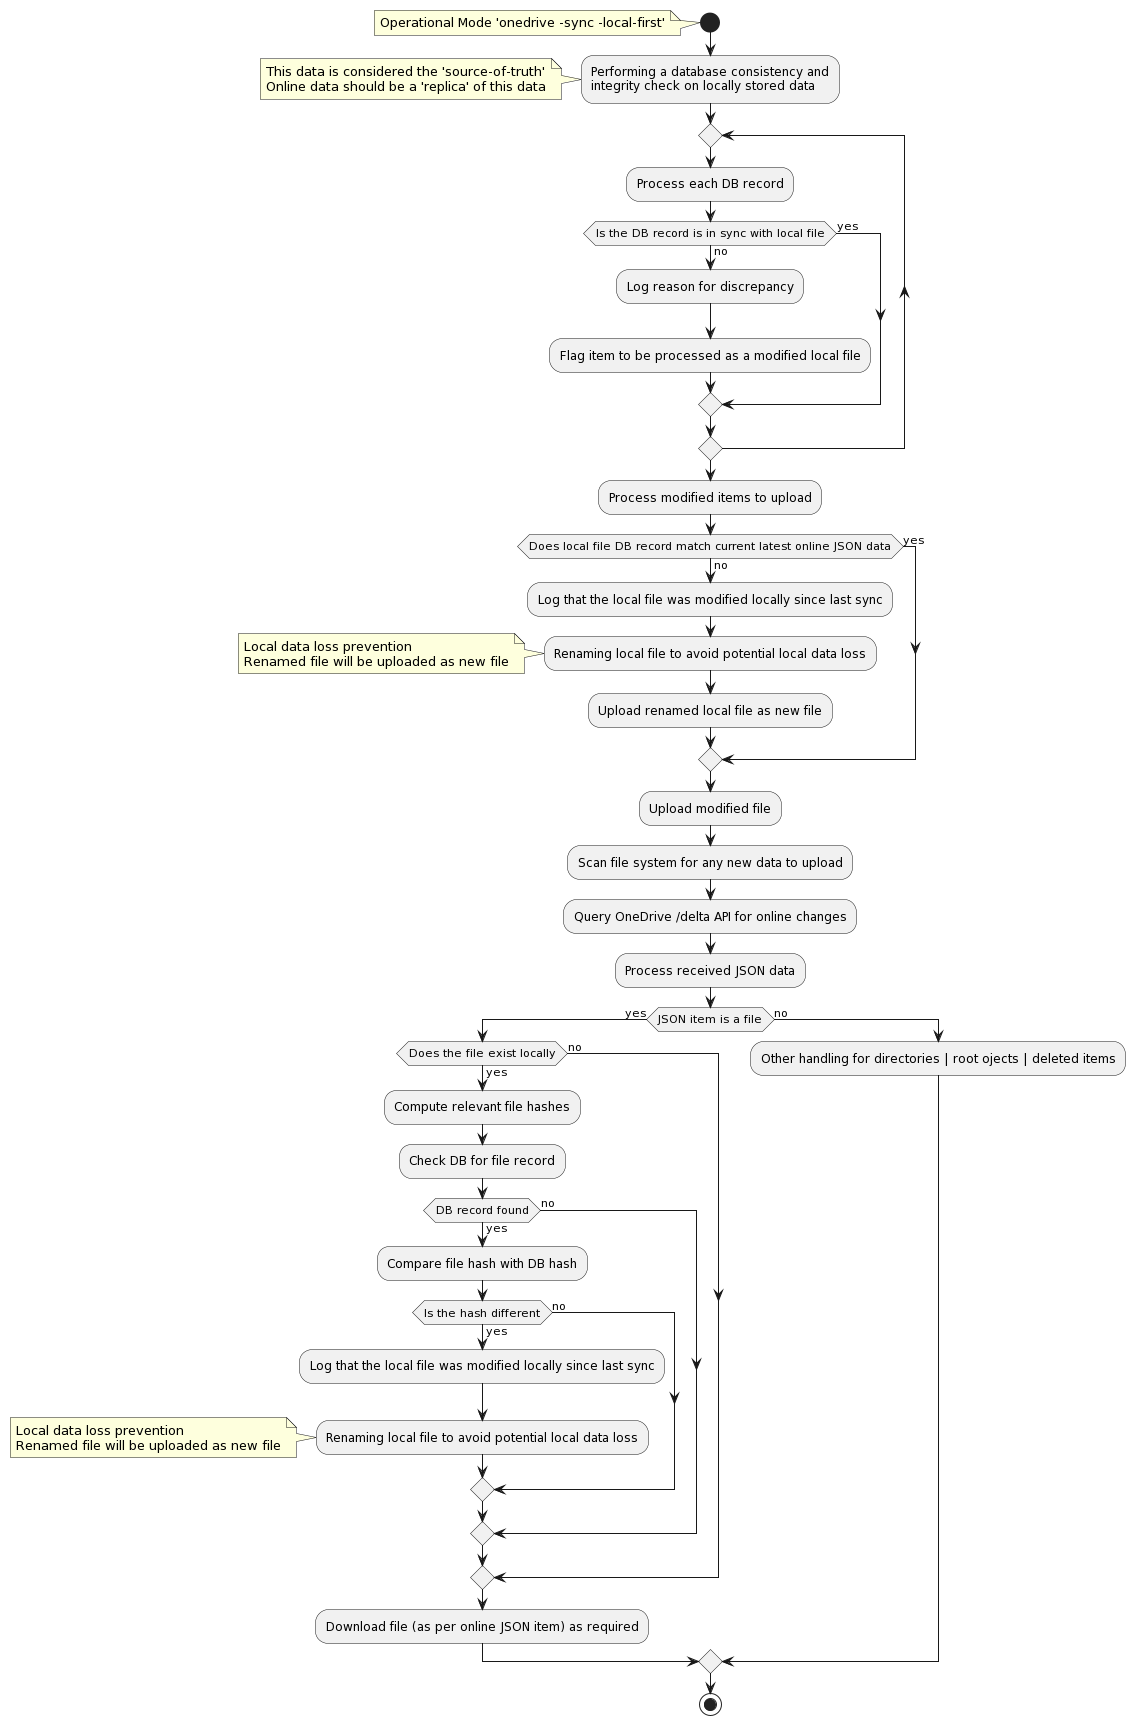 Operational Mode 'onedrive -sync -local-first'
This data is considered the 'source-of-truth'
Online data should be a 'replica' of this data
Performing a database consistency and
integrity check on locally stored data
Process each DB record
Is the DB record is in sync with local file
yes
no
Log reason for discrepancy
Flag item to be processed as a modified local file
Process modified items to upload
Does local file DB record match current latest online JSON data
yes
no
Log that the local file was modified locally since last sync
Local data loss prevention
Renamed file will be uploaded as new file
Renaming local file to avoid potential local data loss
Upload renamed local file as new file
Upload modified file
Scan file system for any new data to upload
Query OneDrive /delta API for online changes
Process received JSON data
yes
JSON item is a file
no
Does the file exist locally
no
yes
Other handling for directories | root ojects | deleted items
Compute relevant file hashes
Check DB for file record
DB record found
no
yes
Compare file hash with DB hash
Is the hash different
no
yes
Log that the local file was modified locally since last sync
Local data loss prevention
Renamed file will be uploaded as new file
Renaming local file to avoid potential local data loss
Download file (as per online JSON item) as required